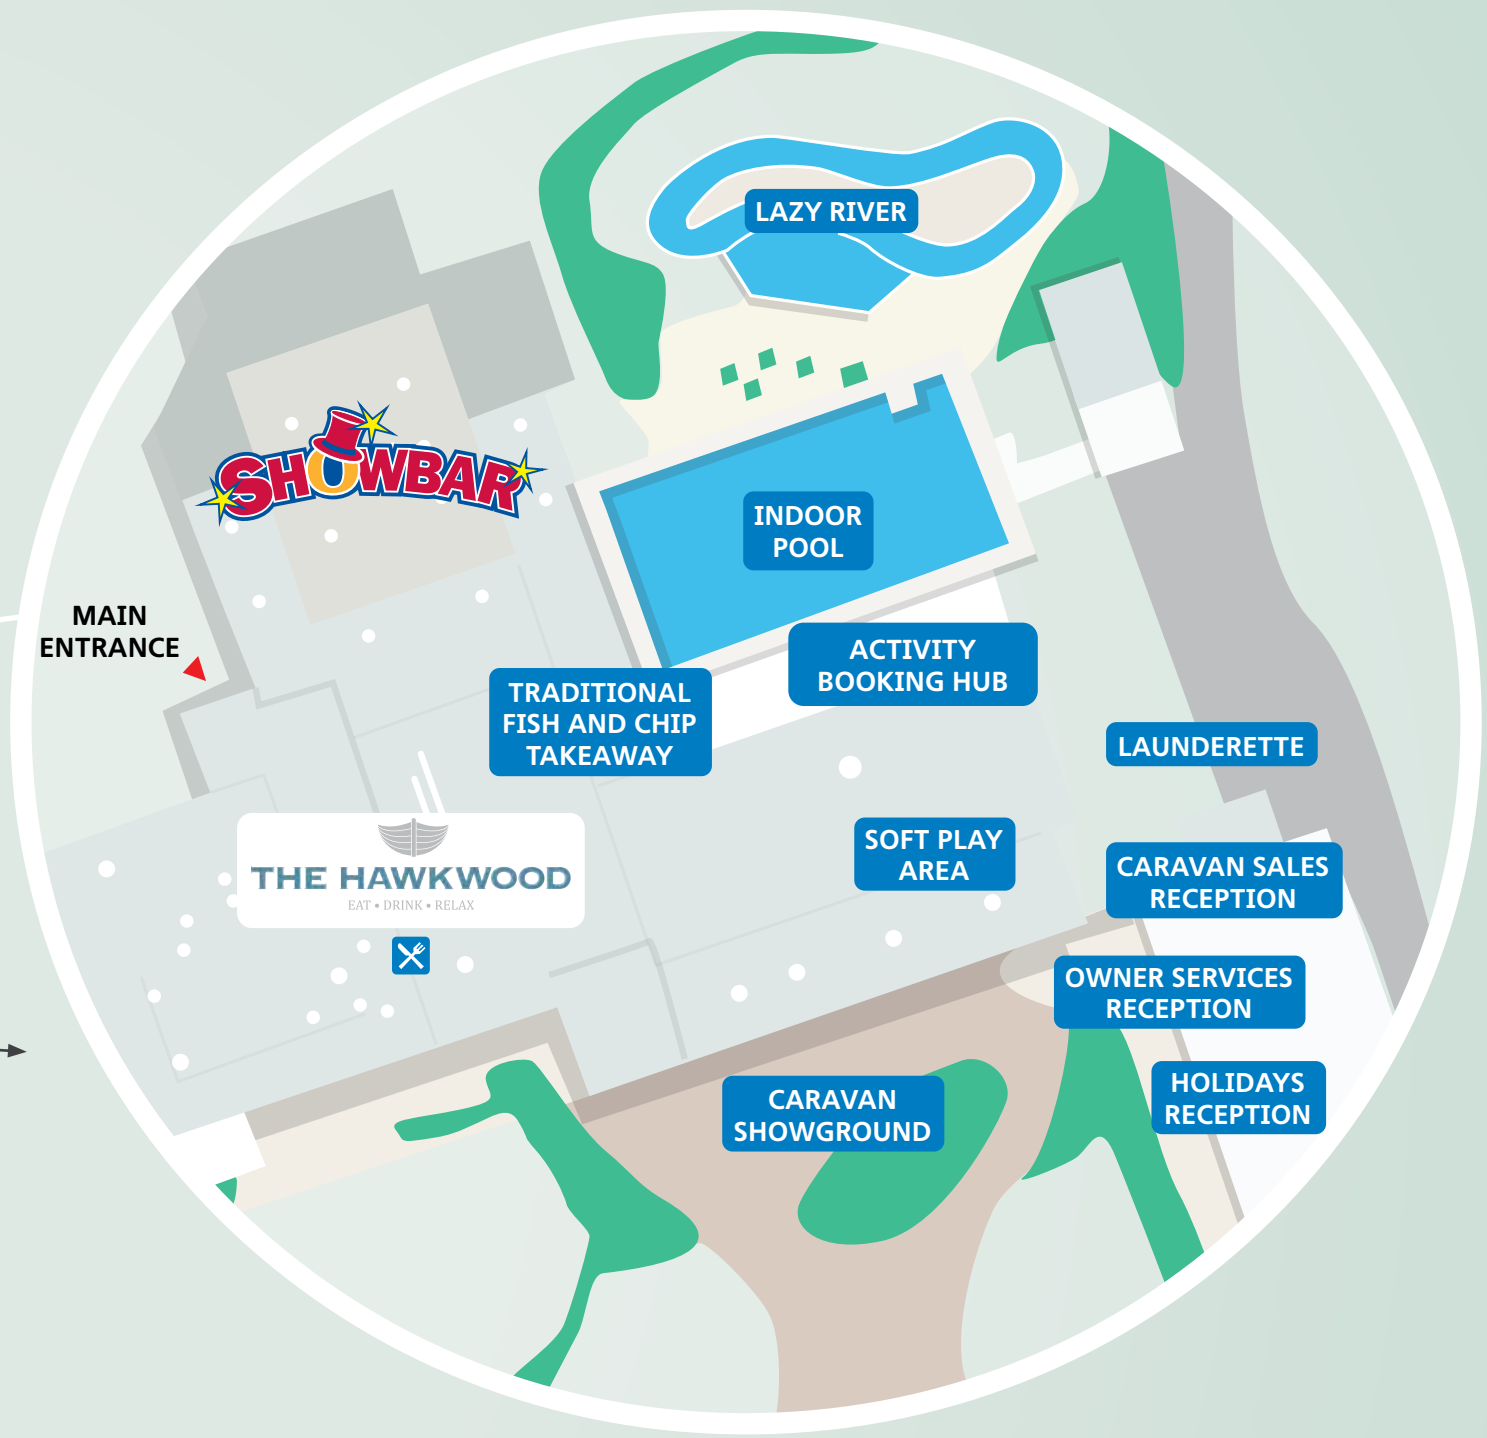 LAZY RIVER
SHOWBAR
INDOOR
POOL
MAIN
ENTRANCE
ACTIVITY
BOOKING HUB
TRADITIONAL
FISH AND CHIP
TAKEAWAY
LAUNDERETTE
SOFT PLAY
AREA
THE HAWKWOOD
EAT • DRINK • RELAX
CARAVAN SALES
RECEPTION
OWNER SERVICES
RECEPTION
HOLIDAYS
RECEPTION
CARAVAN
SHOWGROUND